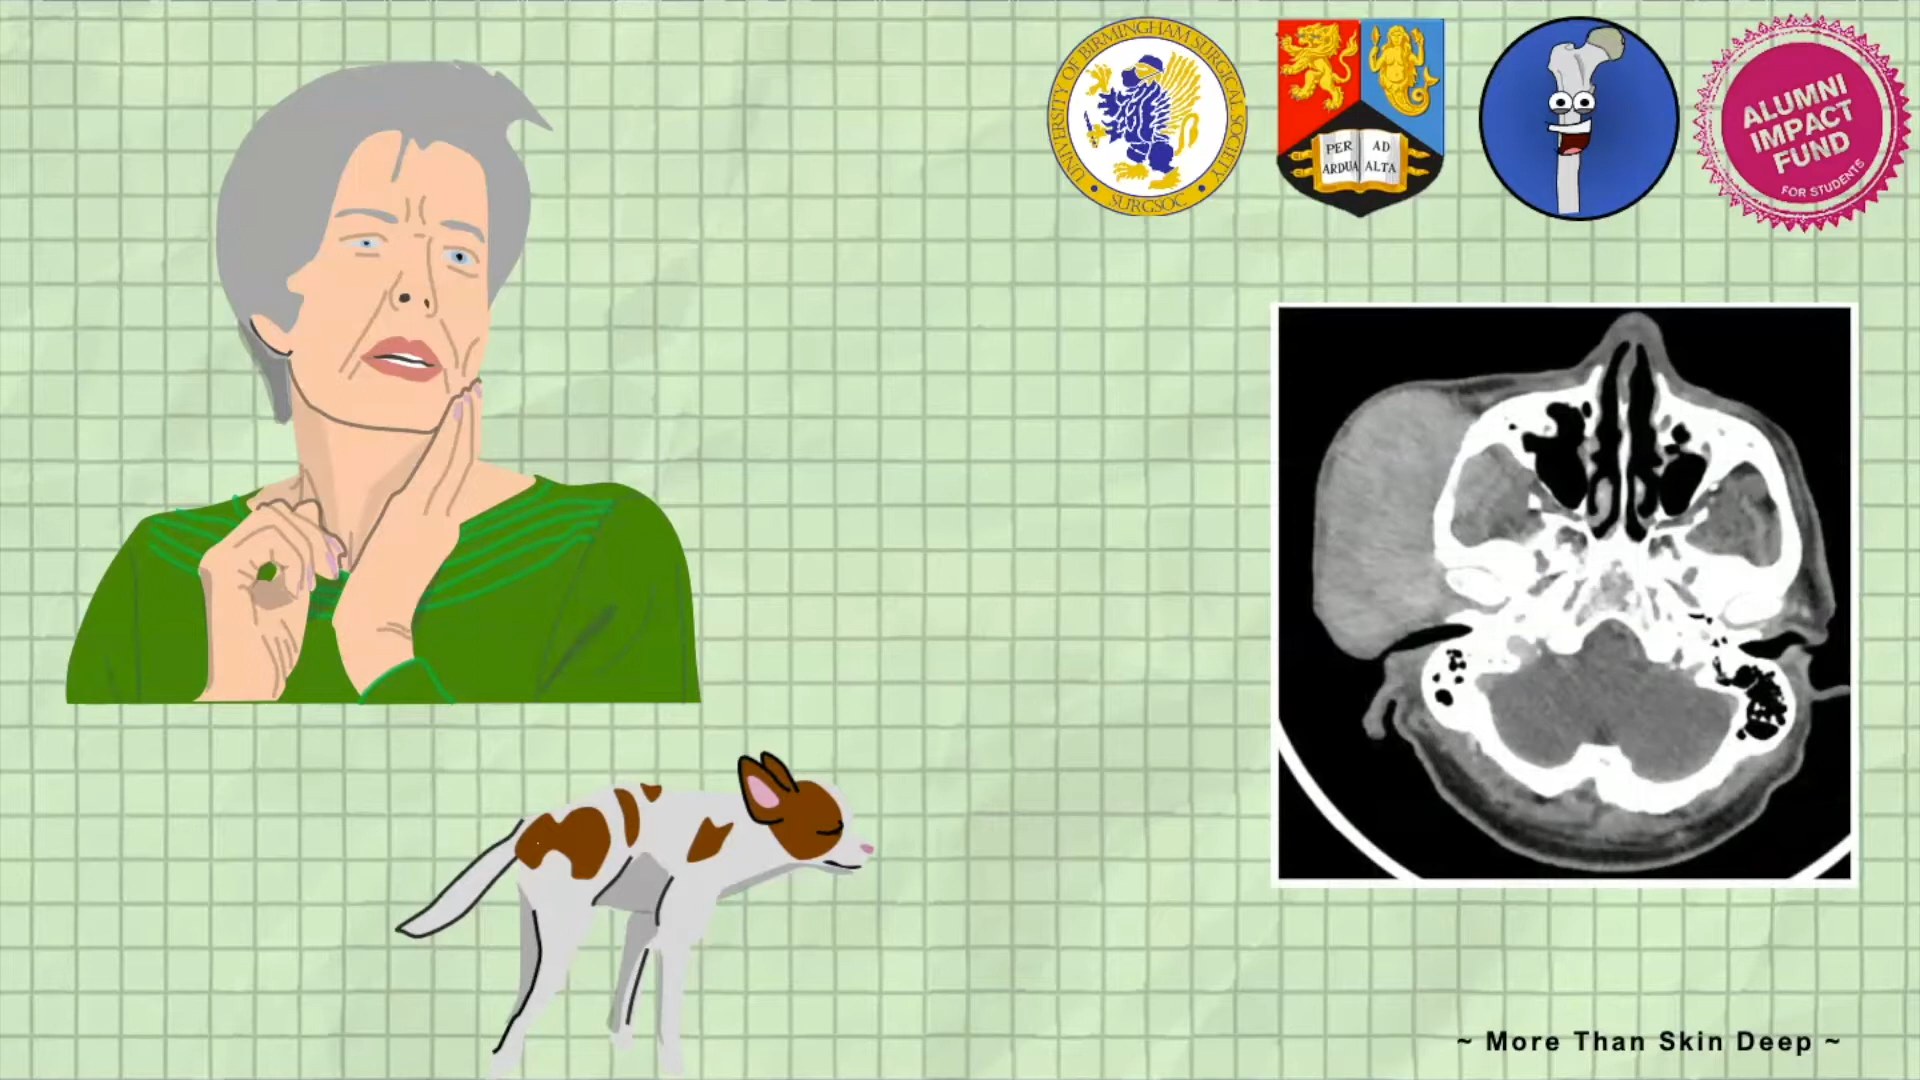 UNIVERSITY OF BIRMINGHAM SURGICAL SOCIETY
SURGSOC
PER AD
ARDUA ALTA
ALUMNI
IMPACT
FUND
FOR STUDENTS
~ More Than Skin Deep ~